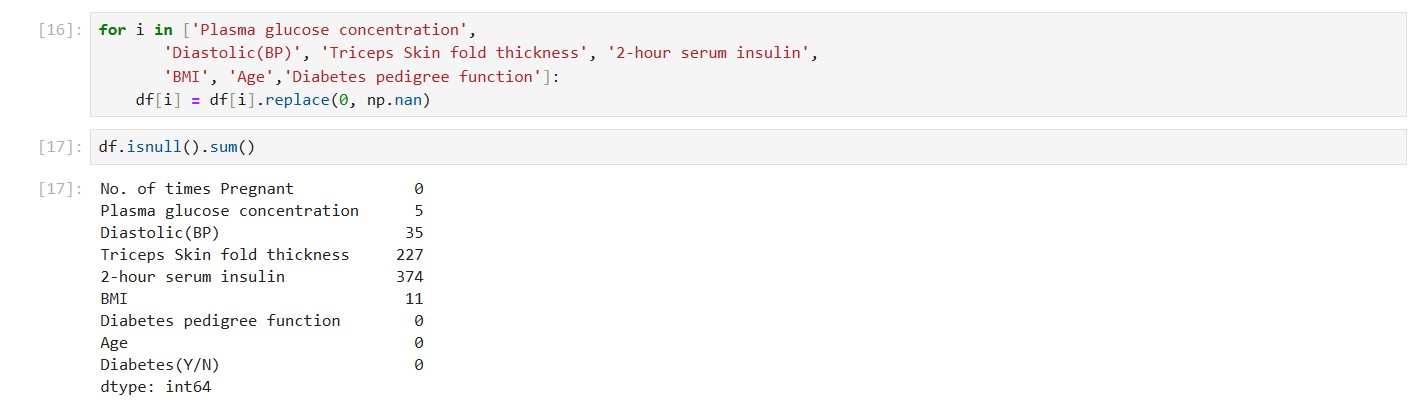 [16]: for i in ['Plasma glucose concentration',
'Diastolic(BP)', 'Triceps Skin fold thickness', '2-hour serum insulin',
'BMI', 'Age','Diabetes pedigree function']:
df[i] = df[i].replace(0, np.nan)
[17]: df.isnull().sum()
[17]: No. of times Pregnant 0
Plasma glucose concentration 5
Diastolic(BP) 35
Triceps Skin fold thickness 227
2-hour serum insulin 374
BMI 11
Diabetes pedigree function 0
Age 0
Diabetes(Y/N) 0
dtype: int64